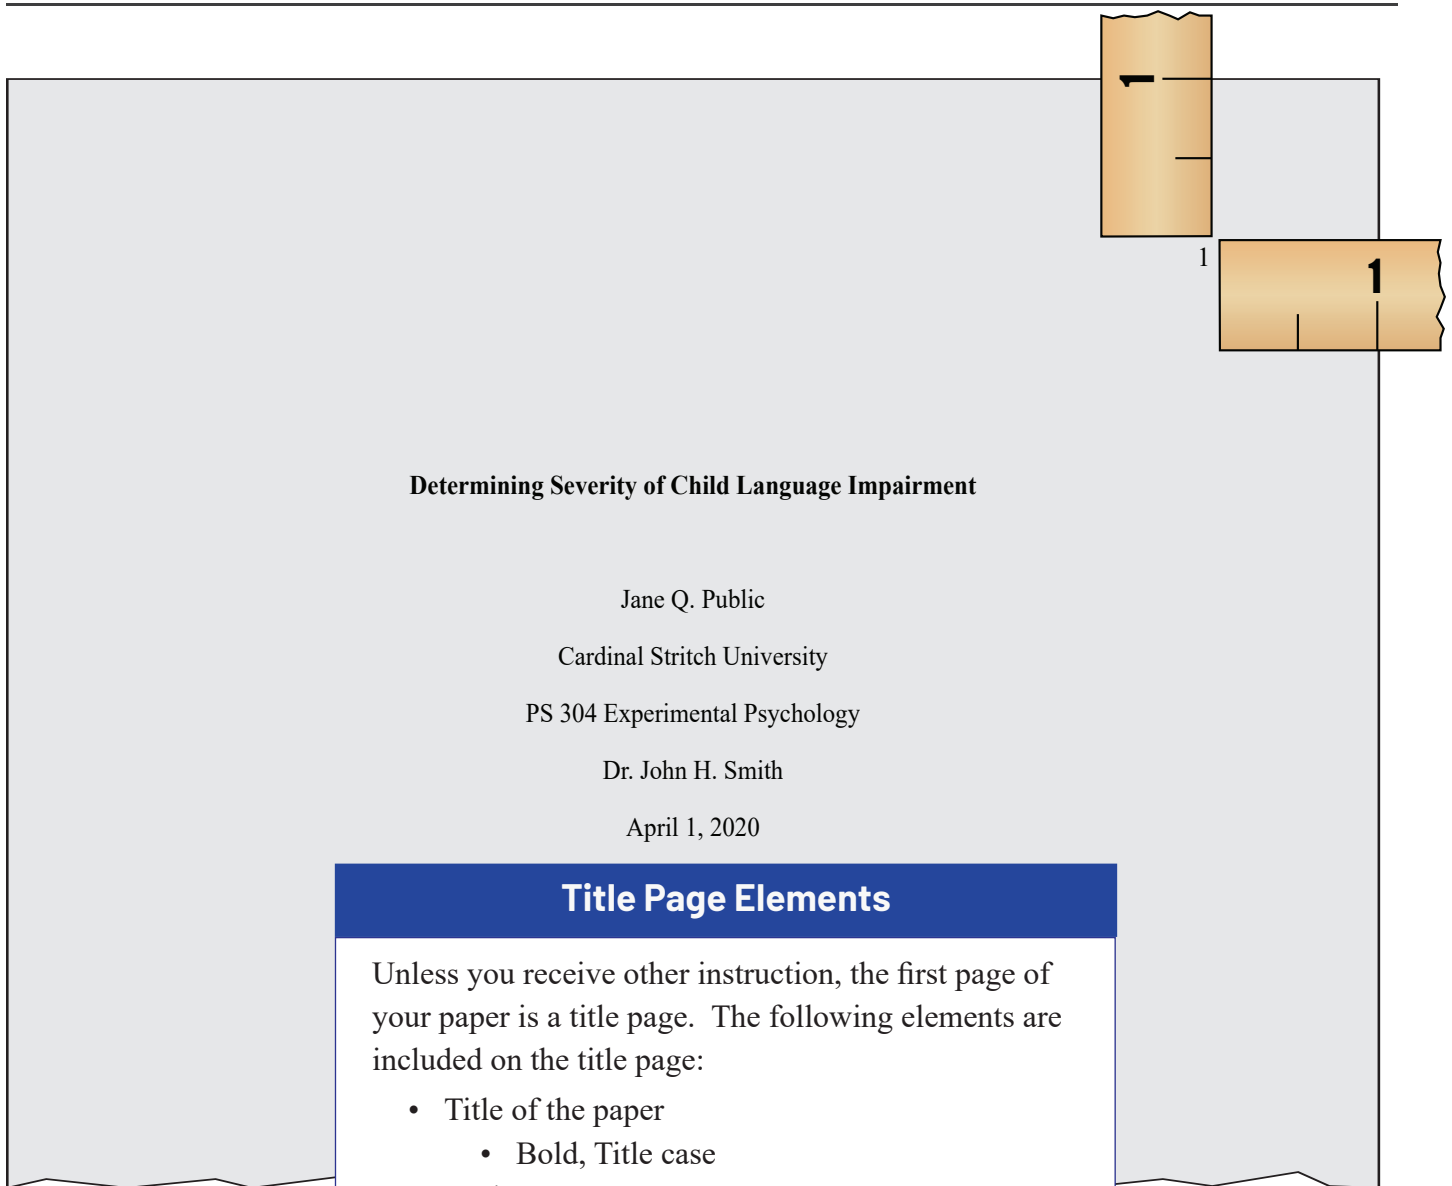 1
1
1
Determining Severity of Child Language Impairment
Jane Q. Public
Cardinal Stritch University
PS 304 Experimental Psychology
Dr. John H. Smith
April 1, 2020
Title Page Elements
Unless you receive other instruction, the first page of
your paper is a title page.  The following elements are
included on the title page:
• Title of the paper
• Bold, Title case